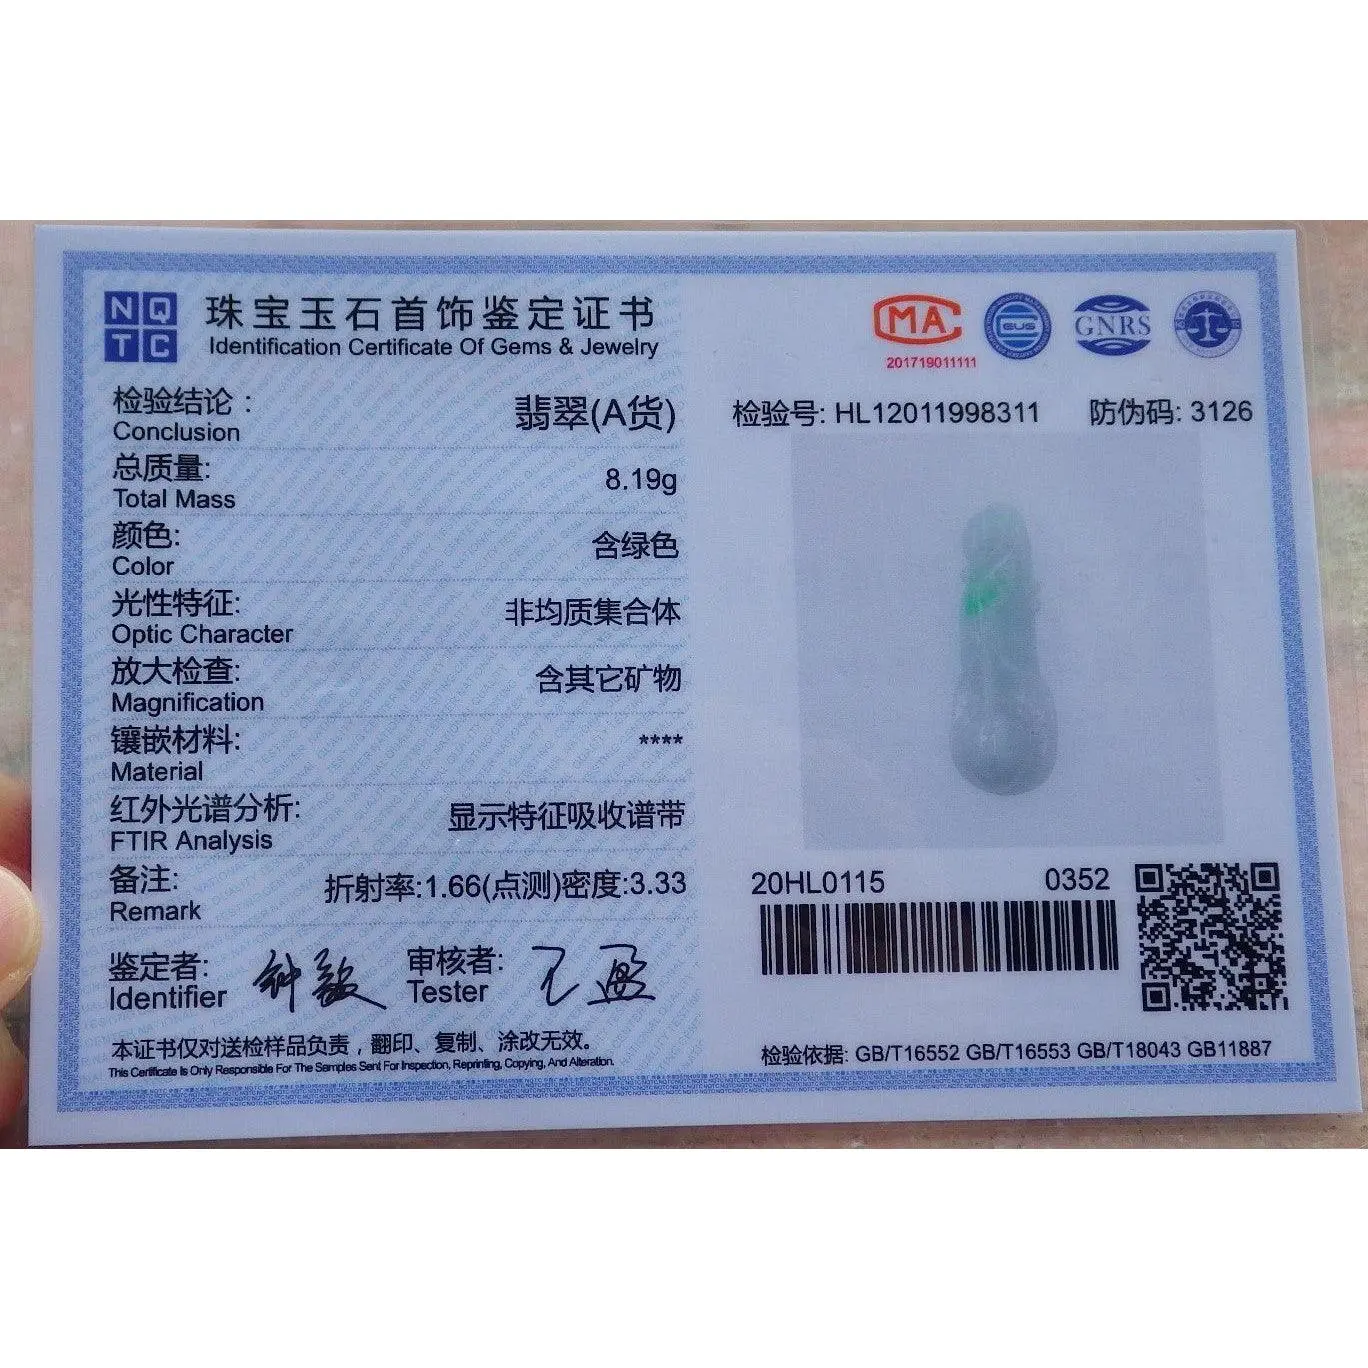 NQTC
珠宝玉石首饰鉴定证书
Identification Certificate Of Gems & Jewelry
检验结论：
翡翠(A货)
Conclusion
总质量:
8.19g
Total Mass
颜色:
含绿色
Color
光性特征:
非均质集合体
Optic Character
放大检查:
含其它矿物
Magnification
镶嵌材料:
****
Material
红外光谱分析:
显示特征吸收谱带
FTIR Analysis
备注:
折射率:1.66(点测)密度:3.33
Remark
鉴定者:
Identifier
审核者:
Tester
本证书仅对送检样品负责，翻印、复制、涂改无效。
This Certificate Is Only Responsible For The Samples Sent For Inspection, Reprinting, Copying, And Alteration.
MA
201719011111
GNRS
检验号: HL12011998311 防伪码: 3126
20HL0115 0352
检验依据: GB/T16552 GB/T16553 GB/T18043 GB11887